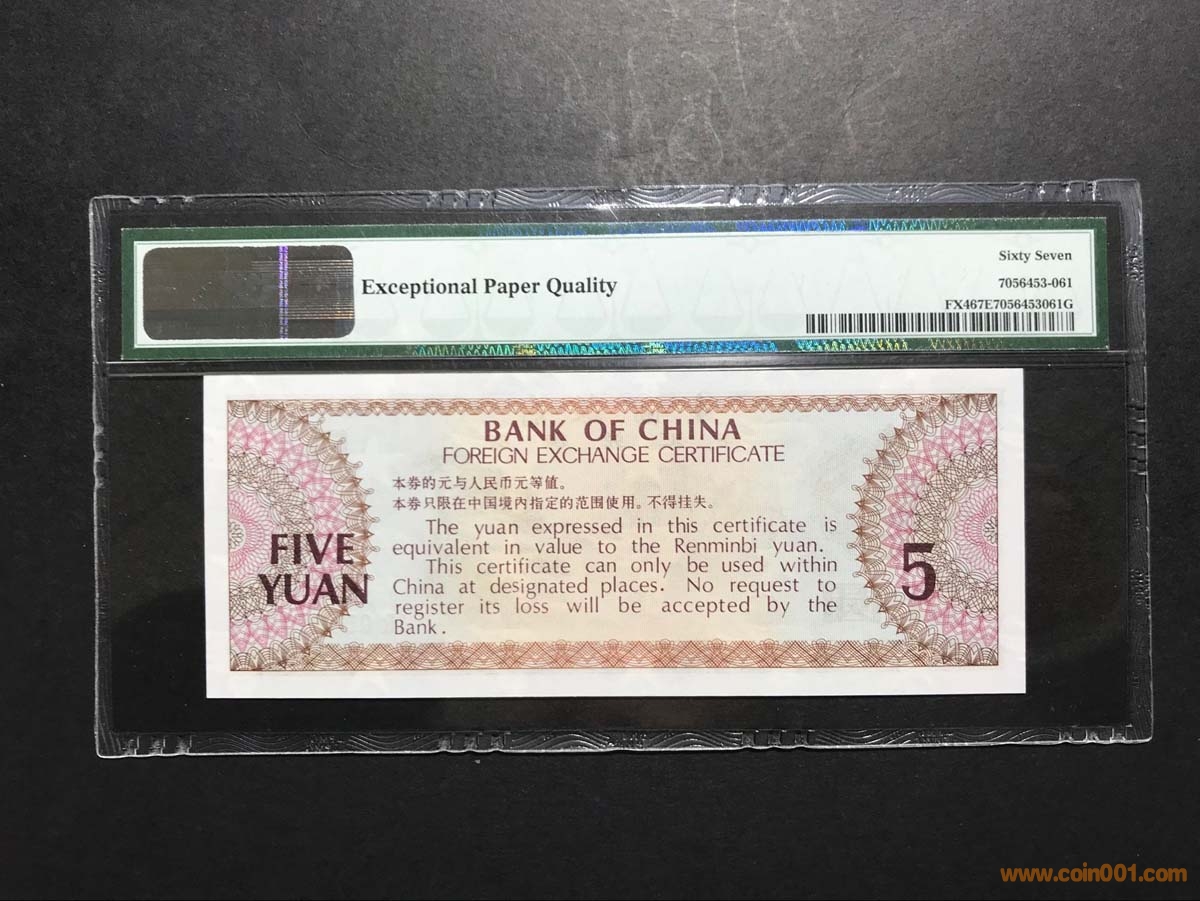 Sixty Seven
Exceptional Paper Quality
7056453-061
FX467E7056453061G
BANK OF CHINA
FOREIGN EXCHANGE CERTIFICATE
本券的元与人民币元等值。
本券只限在中国境内指定的范围使用。不得挂失。
The yuan expressed in this certificate is
equivalent in value to the Renminbi yuan.
This certificate can only be used within
China at designated places. No request to
register its loss will be accepted by the
Bank.
FIVE
YUAN
5
www.coin001.com